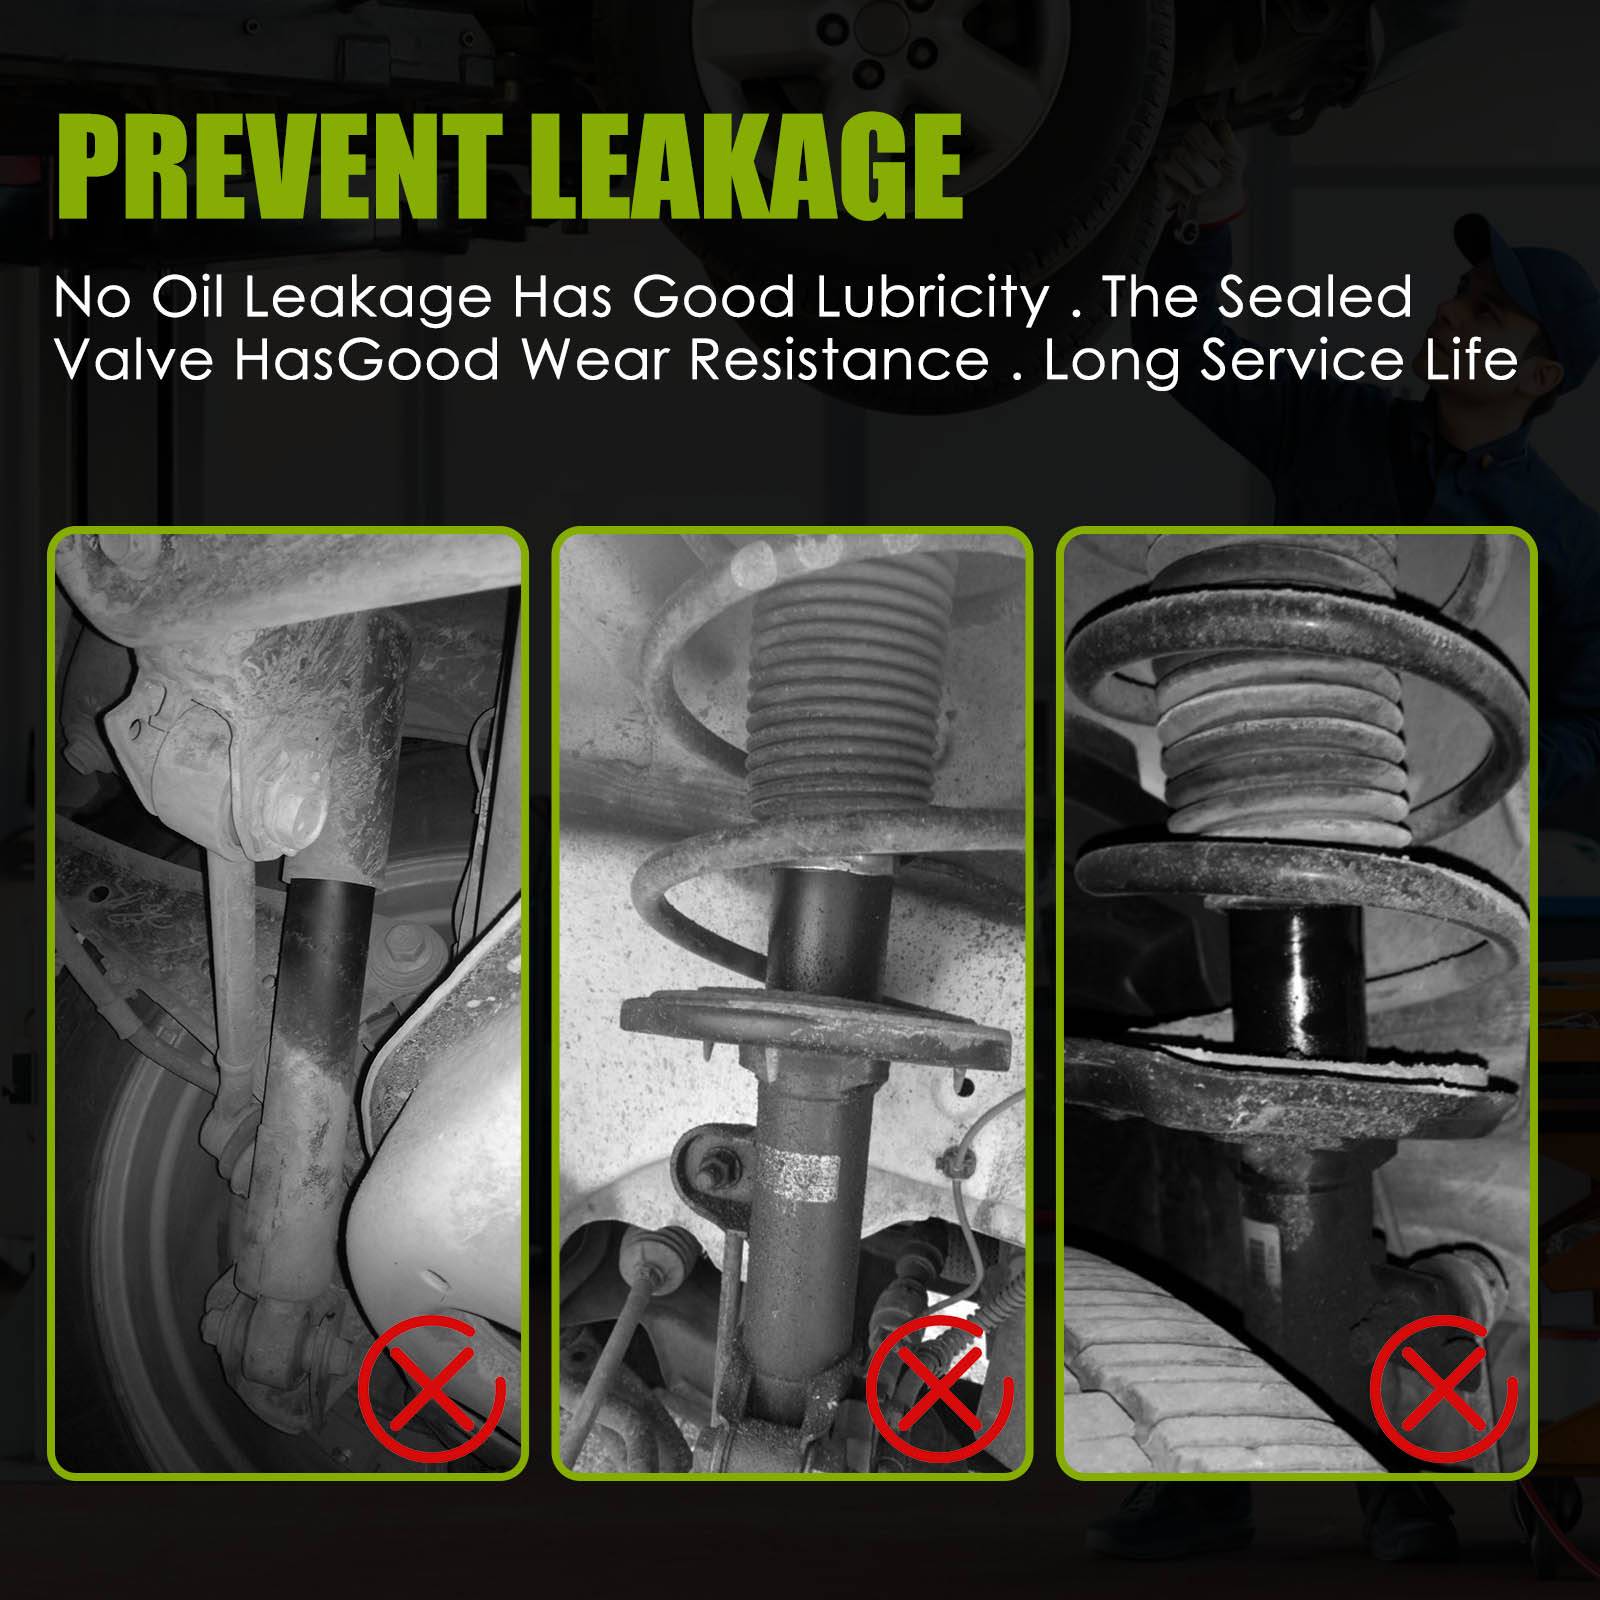 PREVENT LEAKAGE
No Oil Leakage Has Good Lubricity . The Sealed
Valve HasGood Wear Resistance . Long Service Life